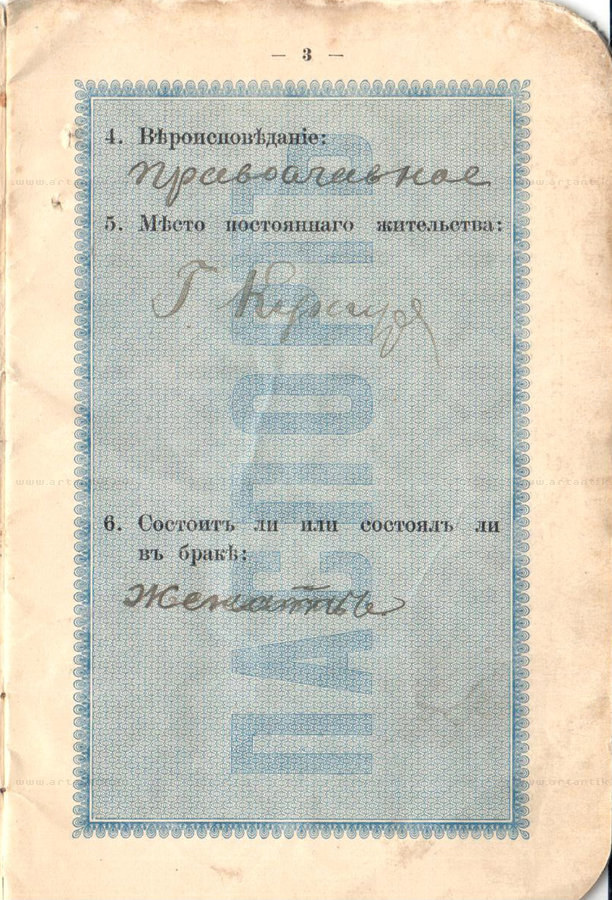 — 3 —
4. Вѣроисповѣданіе:
православное
5. Мѣсто постояннаго жительства:
Г.
6. Состоитъ ли или состоялъ ли
въ бракѣ:
женатъ
ПАСПОРТЪ